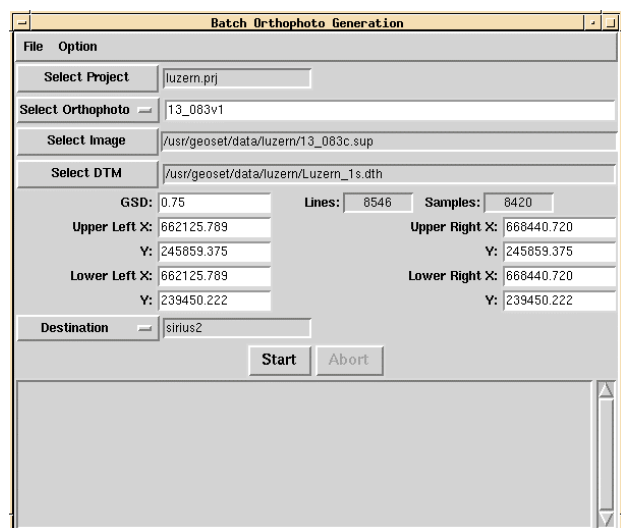 Batch Orthophoto Generation
File Option
Select Project luzern.prj
Select Orthophoto 13_083v1
Select Image /usr/geoset/data/luzern/13_083c.sup
Select DTM /usr/geoset/data/luzern/Luzern_1s.dth
GSD: 0.75 Lines: 8546 Samples: 8420
Upper Left X: 662125.789 Upper Right X: 668440.720
Y: 245859.375 Y: 245859.375
Lower Left X: 662125.789 Lower Right X: 668440.720
Y: 239450.222 Y: 239450.222
Destination sirius2
Start Abort